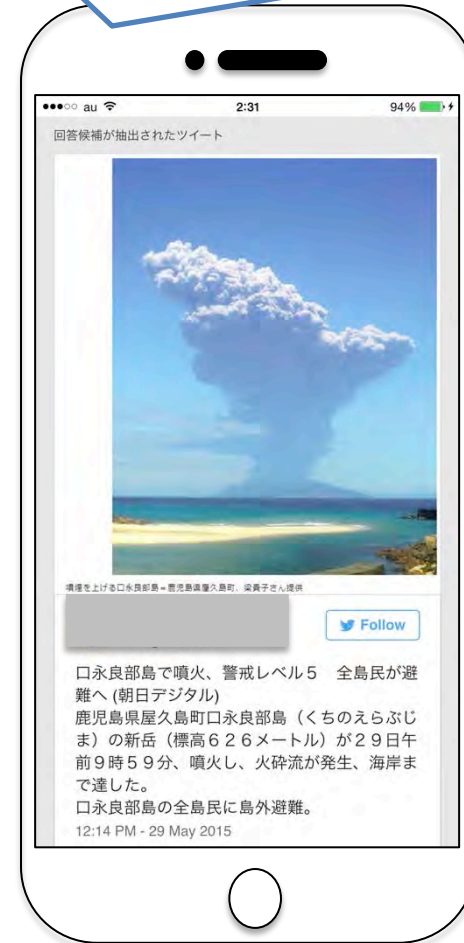 au 2:31 94%
回答候補が抽出されたツイート
噴煙を上げる口永良部島＝鹿児島県屋久島町、梁貴子さん提供
Follow
口永良部島で噴火、警戒レベル５　全島民が避
難へ (朝日デジタル)
鹿児島県屋久島町口永良部島（くちのえらぶじ
ま）の新岳（標高６２６メートル）が２９日午
前９時５９分、噴火し、火砕流が発生、海岸ま
で達した。
口永良部島の全島民に島外避難。
12:14 PM - 29 May 2015